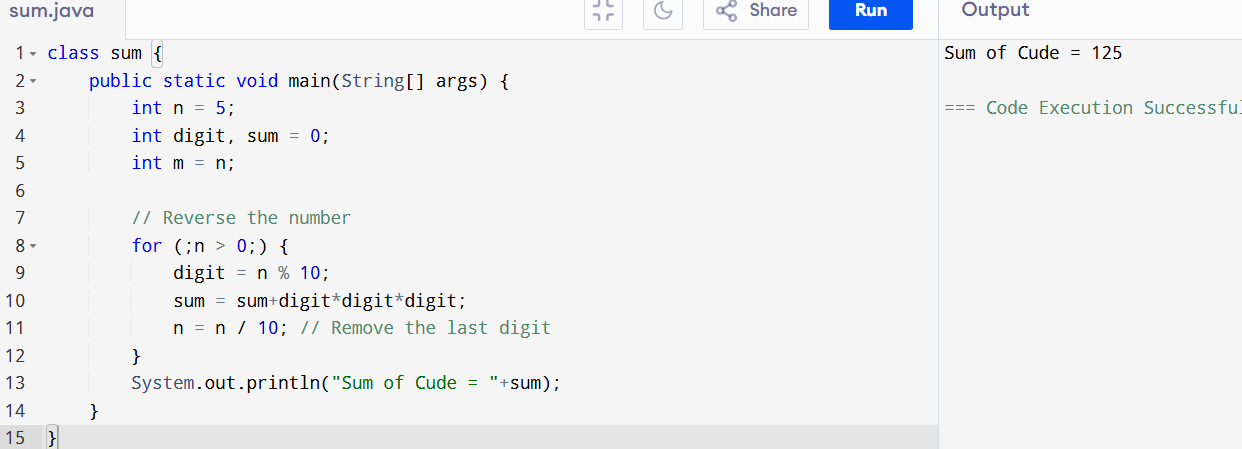 sum.java Share Run Output
1 class sum {
2 public static void main(String[] args) {
3 int n = 5;
4 int digit, sum = 0;
5 int m = n;
6
7 // Reverse the number
8 for (;n > 0;) {
9 digit = n % 10;
10 sum = sum+digit*digit*digit;
11 n = n / 10; // Remove the last digit
12 }
13 System.out.println("Sum of Cude = "+sum);
14 }
15 }
Sum of Cude = 125
=== Code Execution Successful